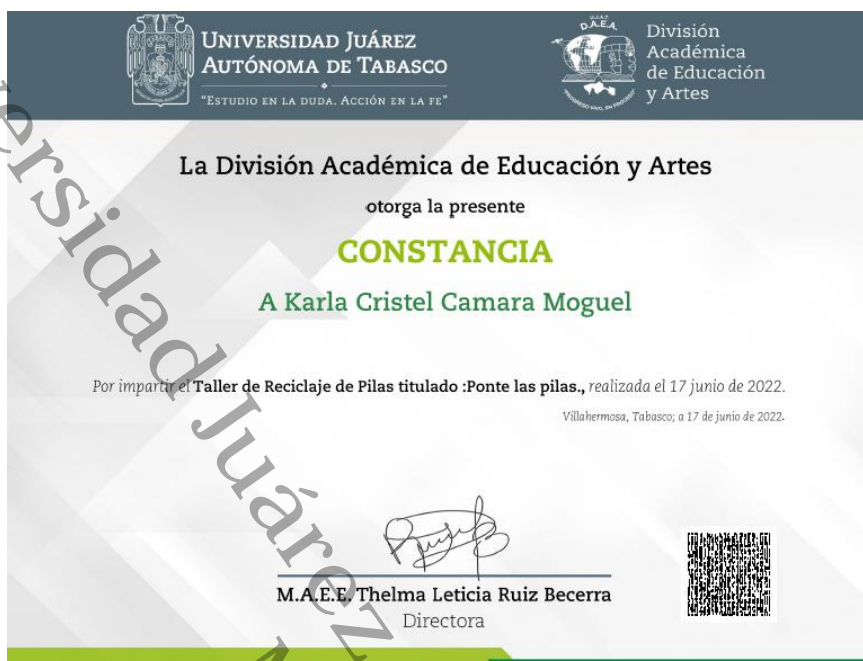 UNIVERSIDAD JUÁREZ
AUTÓNOMA DE TABASCO
"ESTUDIO EN LA DUDA. ACCIÓN EN LA FE"
D.A.E.A.
División
Académica
de Educación
y Artes
La División Académica de Educación y Artes
otorga la presente
CONSTANCIA
A Karla Cristel Camara Moguel
Por impartir el Taller de Reciclaje de Pilas titulado :Ponte las pilas., realizada el 17 junio de 2022.
Villahermosa, Tabasco; a 17 de junio de 2022.
M.A.E.E. Thelma Leticia Ruiz Becerra
Directora
ersidad Juárez